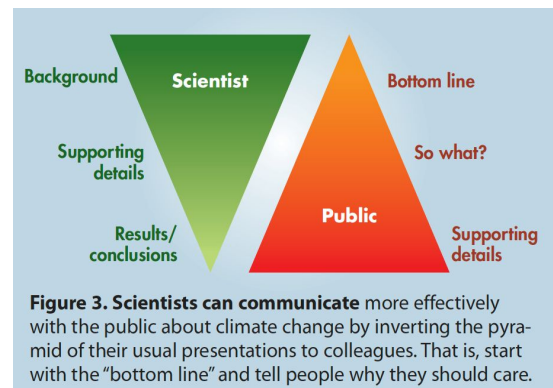 Background
Scientist
Bottom line
Supporting
details
So what?
Public
Results/
conclusions
Supporting
details
Figure 3. Scientists can communicate more effectively
with the public about climate change by inverting the pyra-
mid of their usual presentations to colleagues. That is, start
with the “bottom line” and tell people why they should care.